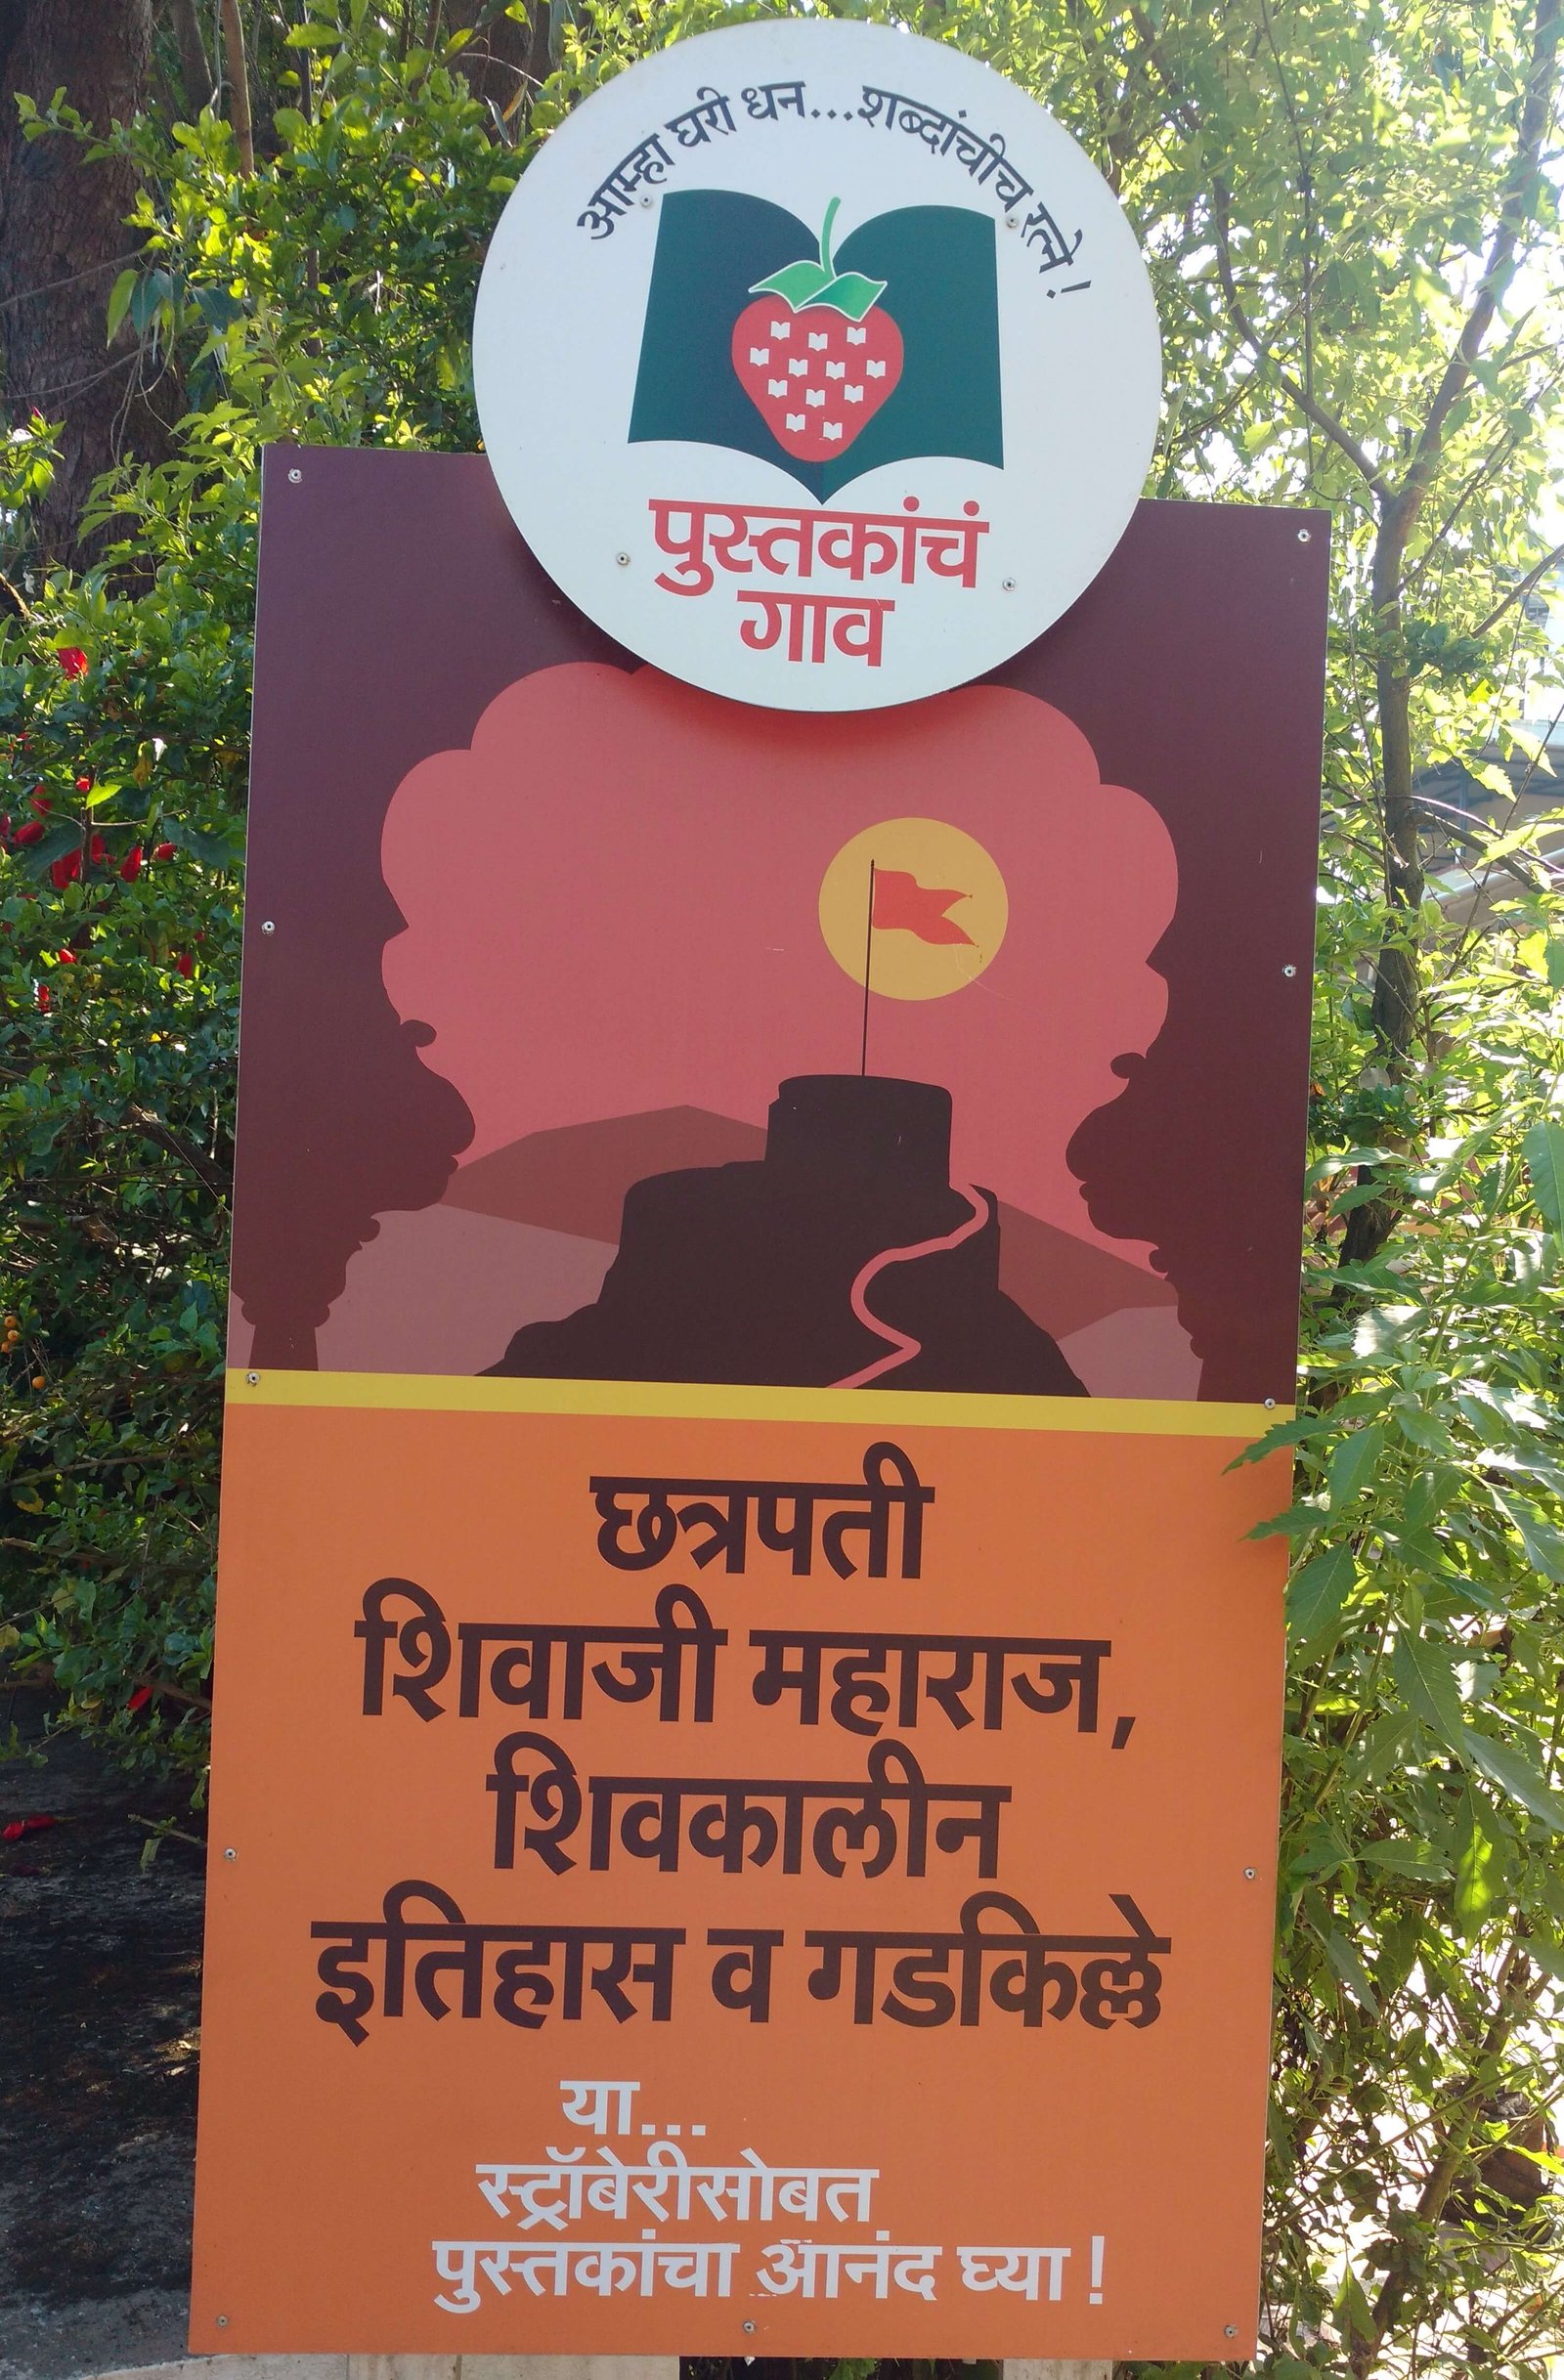 आम्हा घरी धन...शब्दांचीच रत्ने !
पुस्तकांचं
गाव
छत्रपती
शिवाजी महाराज,
शिवकालीन
इतिहास व गडकिल्ले
या...
स्ट्रॉबेरीसोबत
पुस्तकांचा आनंद घ्या !